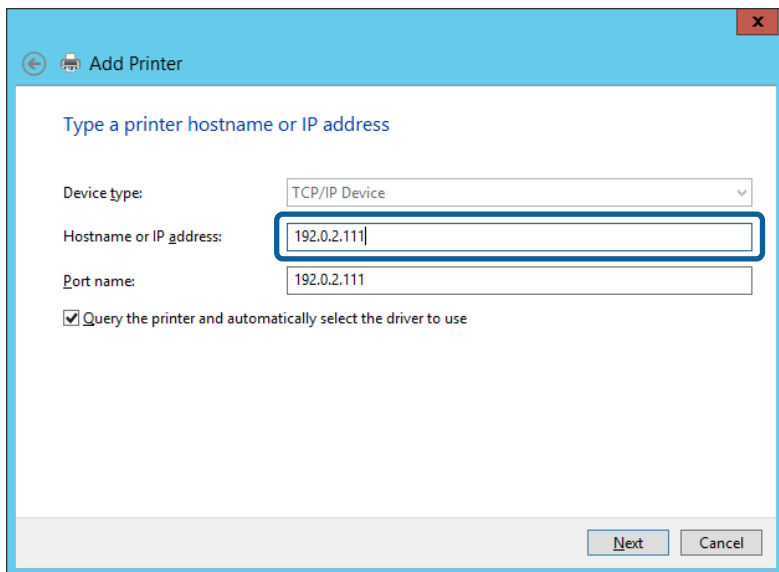 x
Add Printer
Type a printer hostname or IP address
Device type: TCP/IP Device
Hostname or IP address: 192.0.2.111
Port name: 192.0.2.111
Query the printer and automatically select the driver to use
Next Cancel